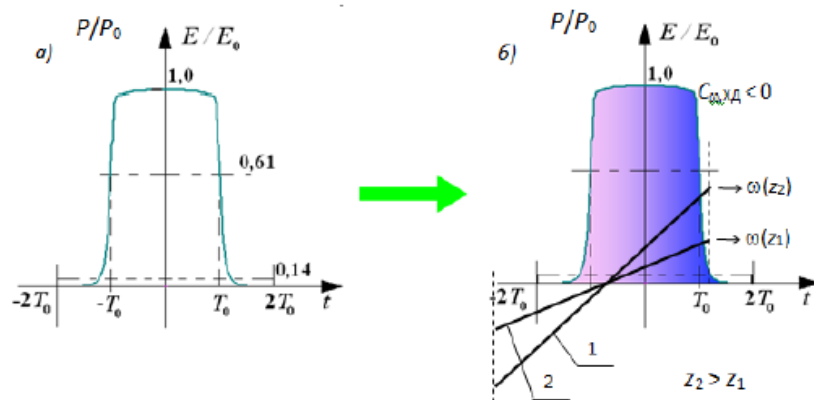 а)
P/P₀
E/E₀
1,0
0,61
0,14
-2T₀
-T₀
T₀
2T₀
t
б)
P/P₀
E/E₀
1,0
ω(z₂)
ω(z₁)
-2T₀
T₀
2T₀
t
1
2
z₂ > z₁